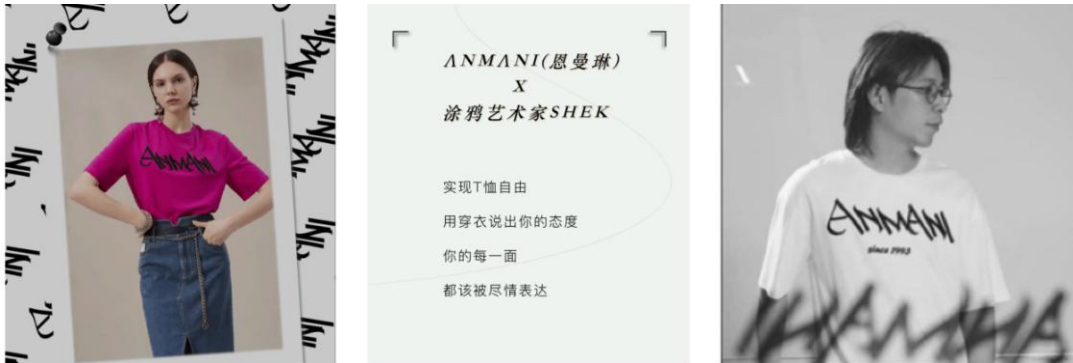 ANMANI
ΛNMΛNI(恩曼琳)
X
涂鸦艺术家SHEK
实现T恤自由
用穿衣说出你的态度
你的每一面
都该被尽情表达
ANMANI
since 1993